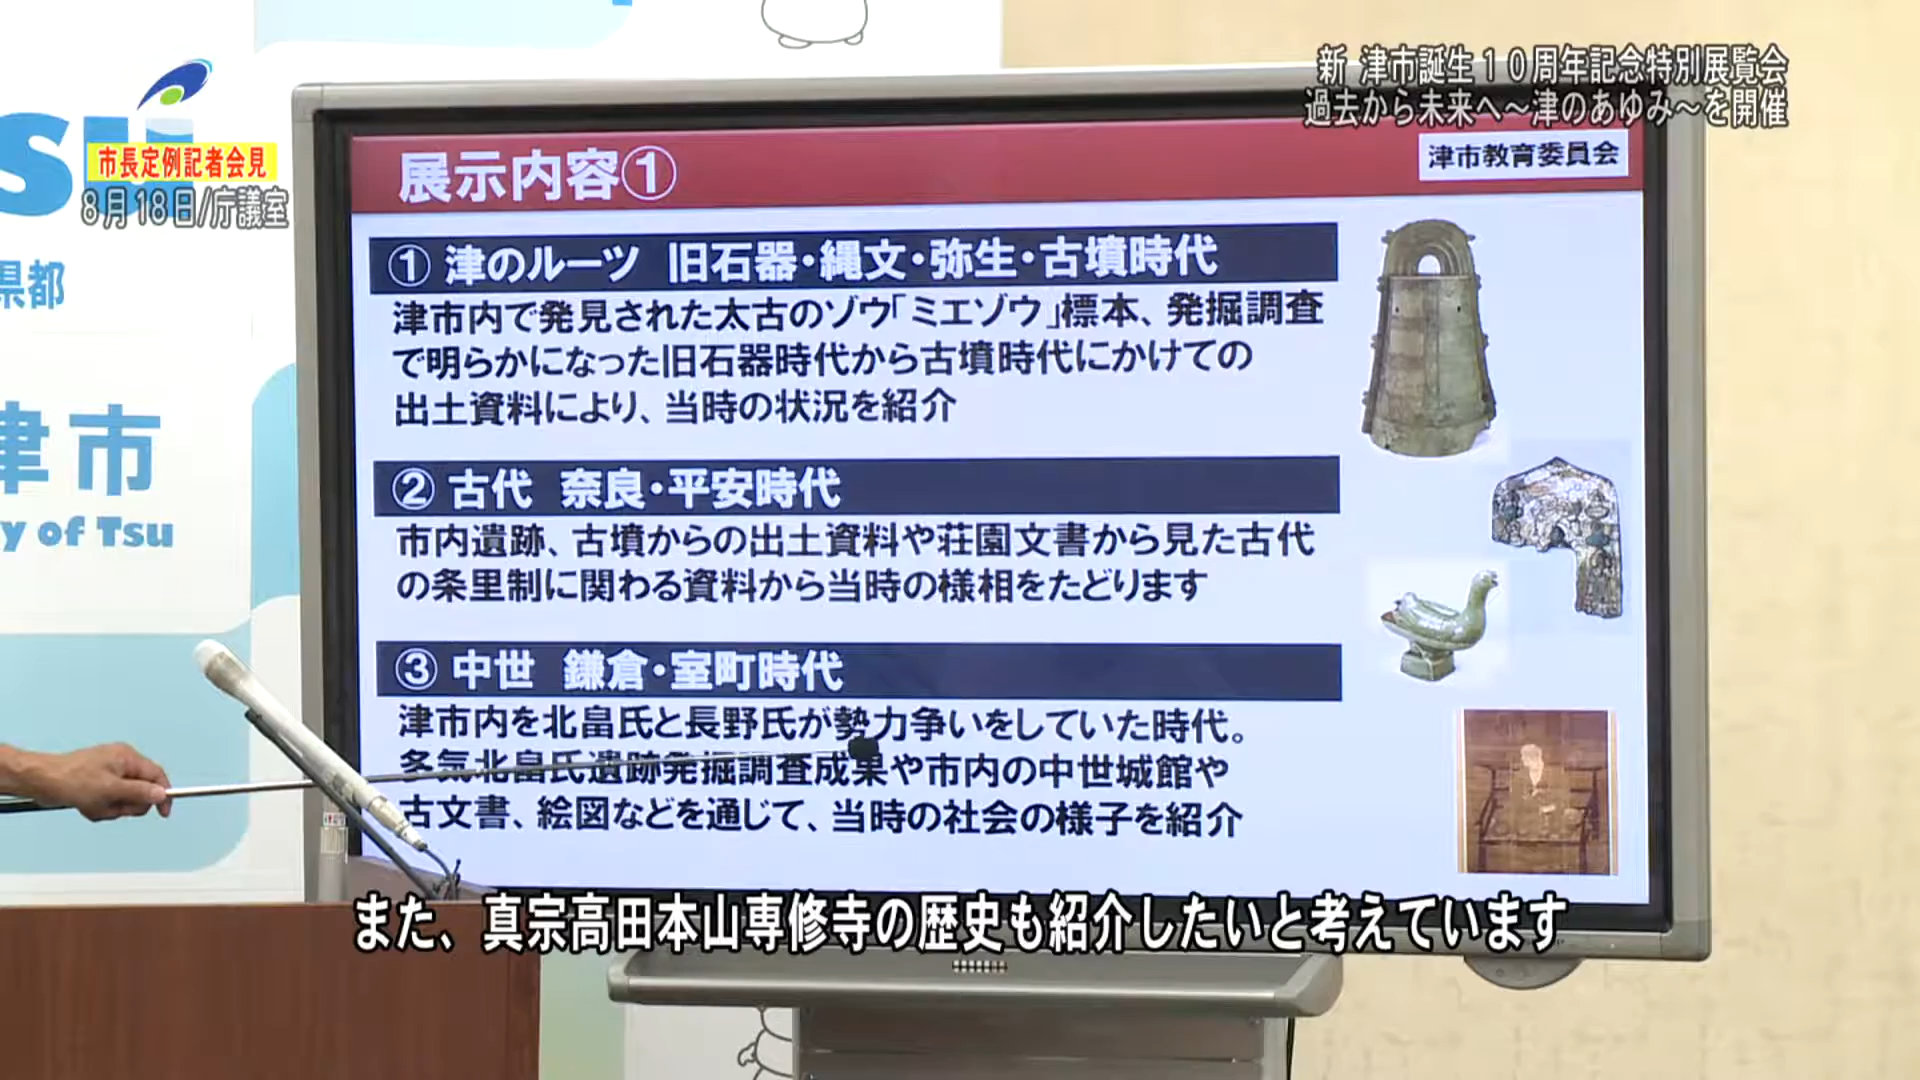 新 津市誕生１０周年記念特別展覧会
過去から未来へ～津のあゆみ～を開催
市長定例記者会見
8月18日/庁議室
su
県都
津市
y of Tsu
展示内容①
津市教育委員会
① 津のルーツ 旧石器・縄文・弥生・古墳時代
津市内で発見された太古のゾウ「ミエゾウ」標本、発掘調査
で明らかになった旧石器時代から古墳時代にかけての
出土資料により、当時の状況を紹介
② 古代 奈良・平安時代
市内遺跡、古墳からの出土資料や荘園文書から見た古代
の条里制に関わる資料から当時の様相をたどります
③ 中世 鎌倉・室町時代
津市内を北畠氏と長野氏が勢力争いをしていた時代。
多気北畠氏遺跡発掘調査成果や市内の中世城館や
古文書、絵図などを通じて、当時の社会の様子を紹介
また、真宗高田本山専修寺の歴史も紹介したいと考えています